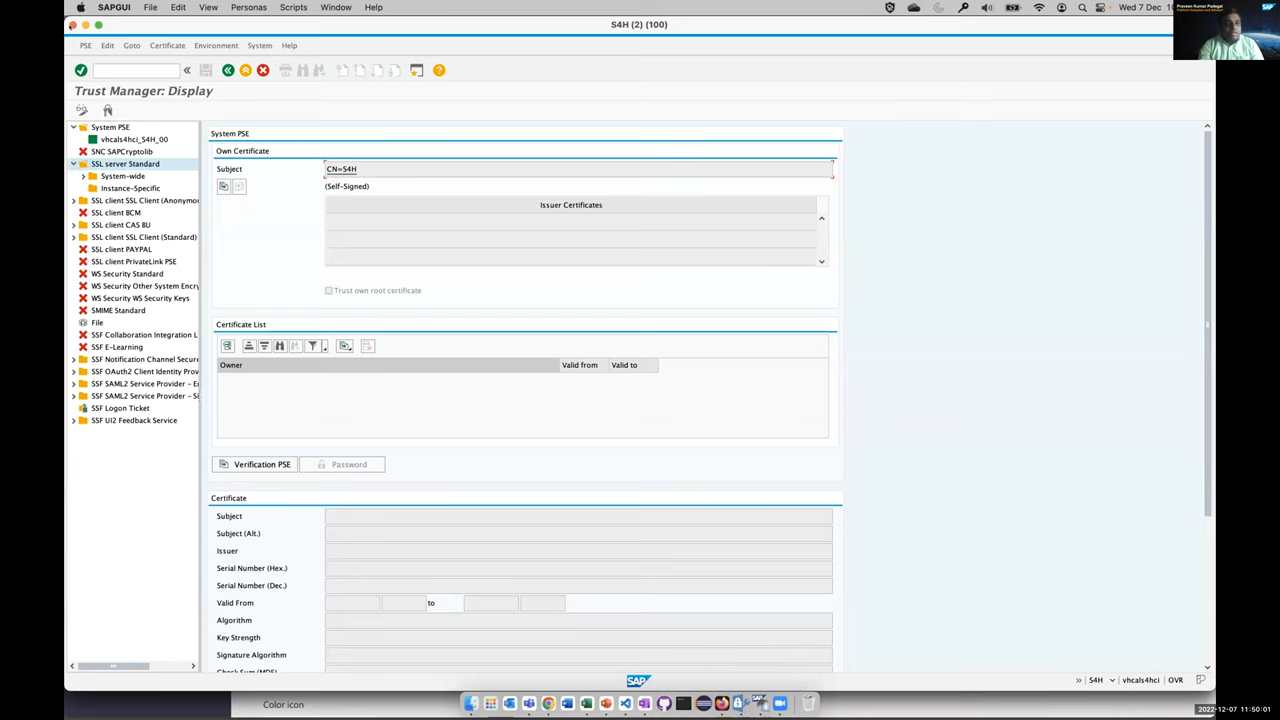 SAPGUI File Edit View Personas Scripts Window Help
Wed 7 Dec
Praveen Kumar Padegal
SAP
S4H (2) (100)
PSE Edit Goto Certificate Environment System Help
Trust Manager: Display
System PSE
vhcals4hci_S4H_00
SNC SAPCryptolib
SSL server Standard
System-wide
Instance-Specific
SSL client SSL Client (Anonymo
SSL client BCM
SSL client CAS BU
SSL client SSL Client (Standard)
SSL client PAYPAL
SSL client PrivateLink PSE
WS Security Standard
WS Security Other System Encry
WS Security WS Security Keys
SMIME Standard
File
SSF Collaboration Integration L
SSF E-Learning
SSF Notification Channel Secure
SSF OAuth2 Client Identity Prov
SSF SAML2 Service Provider - E
SSF SAML2 Service Provider - S
SSF Logon Ticket
SSF UI2 Feedback Service
System PSE
Own Certificate
Subject CN=S4H
(Self-Signed)
Issuer Certificates
Trust own root certificate
Certificate List
Owner Valid from Valid to
Verification PSE Password
Certificate
Subject
Subject (Alt.)
Issuer
Serial Number (Hex.)
Serial Number (Dec.)
Valid From to
Algorithm
Key Strength
Signature Algorithm
Check Sum (MD5)
SAP
S4H vhcals4hci OVR
Color icon
2022-12-07 11:50:01